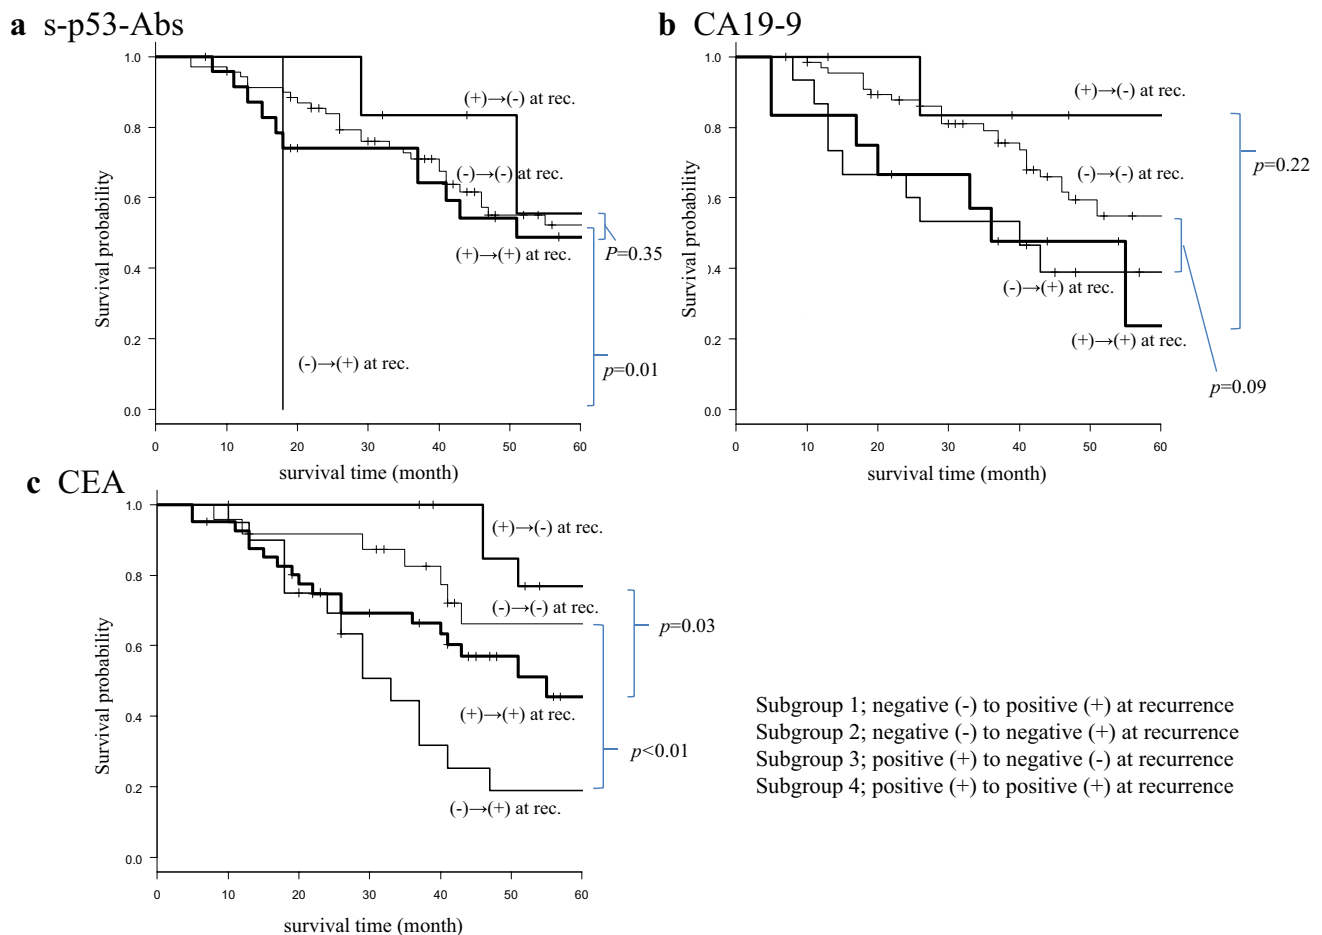 a s-p53-Abs
1.0
0.8
0.6
0.4
0.2
0.0
Survival probability
(+)→(-) at rec.
(-)→(-) at rec.
(+)→(+) at rec.
(-)→(+) at rec.
P=0.35
p=0.01
0 10 20 30 40 50 60
survival time (month)
b CA19-9
1.0
0.8
0.6
).4
0.2
0.0
Survival probability
(+)→(-) at rec.
(-)→(-) at rec.
(-)→(+) at rec.
(+)→(+) at rec.
p=0.22
p=0.09
0 10 20 30 40 50 60
survival time (month)
c CEA
1.0
0.8
0.6
0.4
0.2
0.0
Survival probability
(+)→(-) at rec.
(-)→(-) at rec.
(+)→(+) at rec.
(-)→(+) at rec.
p=0.03
p<0.01
0 10 20 30 40 50 60
survival time (month)
Subgroup 1; negative (-) to positive (+) at recurrence
Subgroup 2; negative (-) to negative (+) at recurrence
Subgroup 3; positive (+) to negative (-) at recurrence
Subgroup 4; positive (+) to positive (+) at recurrence